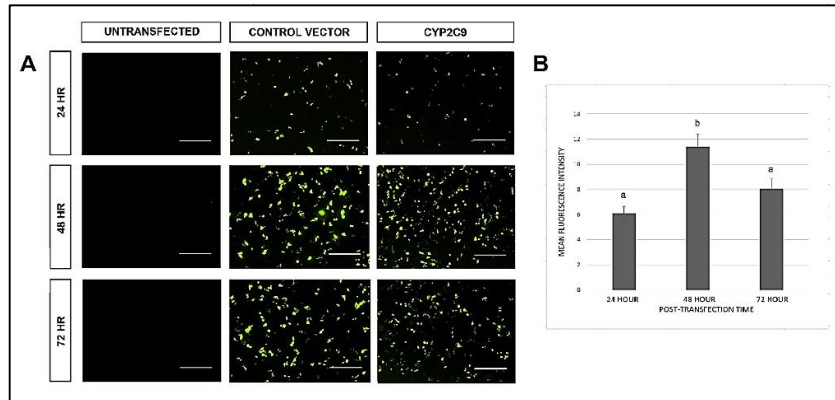 UNTRANSFECTED
CONTROL VECTOR
CYP2C9
A
24 HR
48 HR
72 HR
B
MEAN FLUORESCENCE INTENSITY
14
12
10
8
6
4
2
0
a
b
a
24 HOUR
48 HOUR
72 HOUR
POST-TRANSFECTION TIME